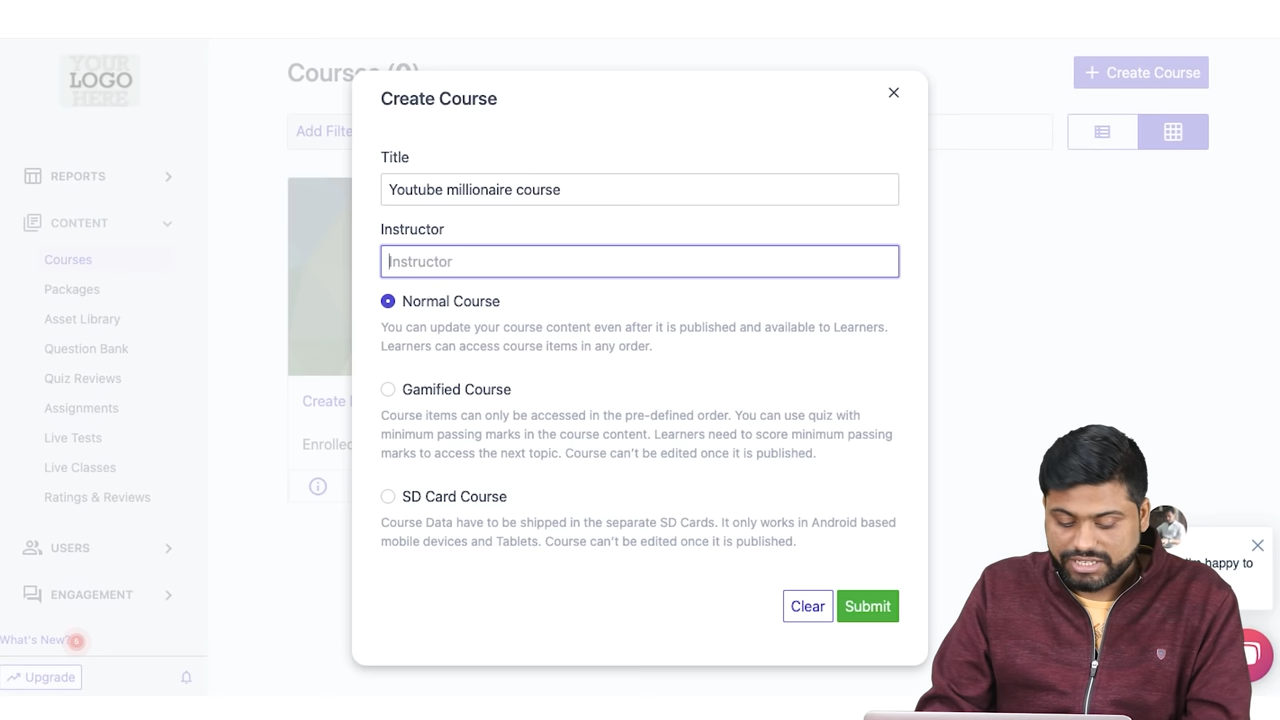 YOUR
LOGO
HERE
REPORTS
CONTENT
Courses
Packages
Asset Library
Question Bank
Quiz Reviews
Assignments
Live Tests
Live Classes
Ratings & Reviews
USERS
ENGAGEMENT
What's New?
Upgrade
Courses (0)
+ Create Course
Add Filte
Create
Enrolled
Create Course
Title
Youtube millionaire course
Instructor
Instructor
Normal Course
You can update your course content even after it is published and available to Learners.
Learners can access course items in any order.
Gamified Course
Course items can only be accessed in the pre-defined order. You can use quiz with
minimum passing marks in the course content. Learners need to score minimum passing
marks to access the next topic. Course can't be edited once it is published.
SD Card Course
Course Data have to be shipped in the separate SD Cards. It only works in Android based
mobile devices and Tablets. Course can't be edited once it is published.
Clear
Submit
happy to